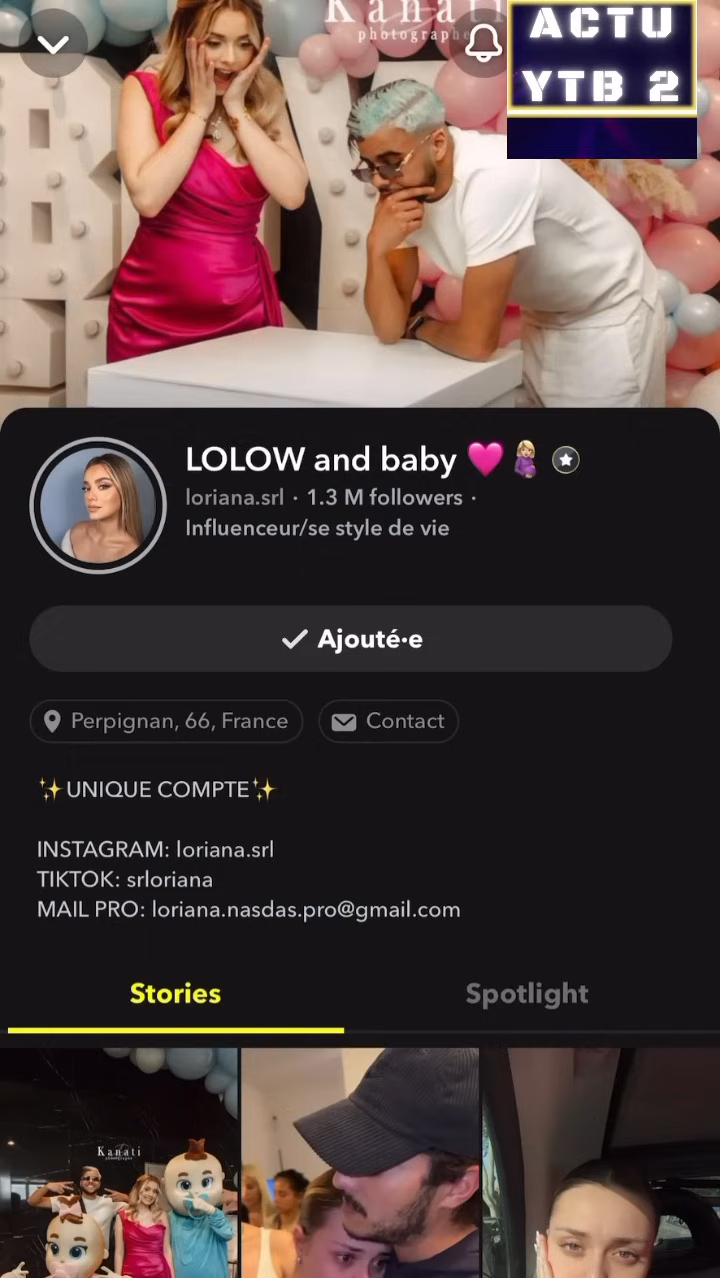 Kanati
photographe
ACTU
YTB 2
LOLOW and baby 🩷🤰🏼
loriana.srl · 1.3 M followers ·
Influenceur/se style de vie
Ajouté·e
Perpignan, 66, France
Contact
✨UNIQUE COMPTE✨
INSTAGRAM: loriana.srl
TIKTOK: srloriana
MAIL PRO: loriana.nasdas.pro@gmail.com
Stories
Spotlight
Kanati
photographe